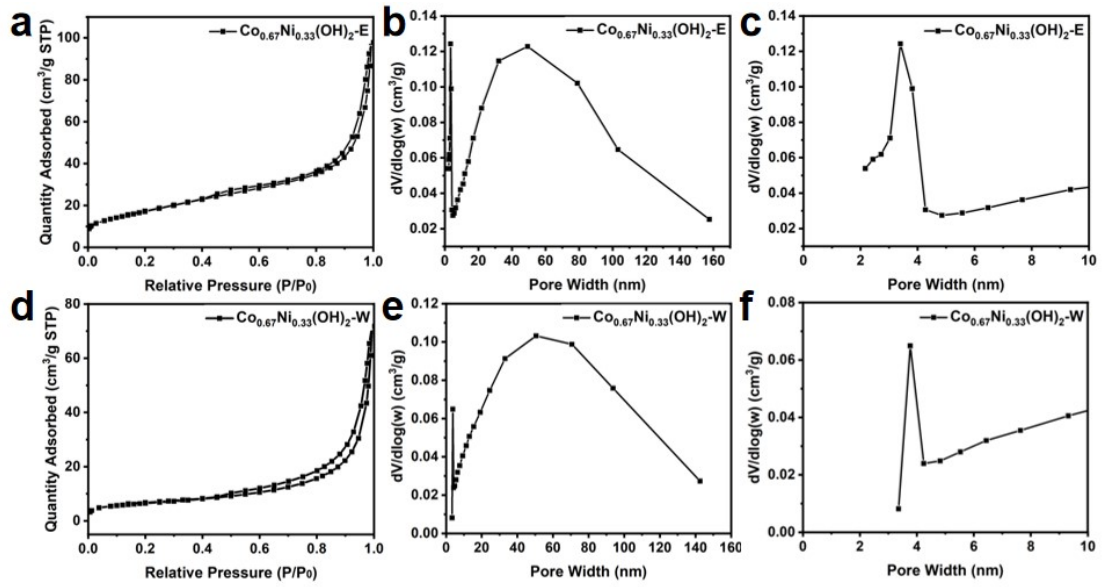 a
Co0.67Ni0.33(OH)2-E
Quantity Adsorbed (cm3/g STP)
100
80
60
40
20
0
0.0 0.2 0.4 0.6 0.8 1.0
Relative Pressure (P/P0)
b
Co0.67Ni0.33(OH)2-E
dV/dlog(w) (cm3/g)
0.14
0.12
0.10
0.08
0.06
0.04
0.02
0 20 40 60 80 100 120 140 160
Pore Width (nm)
c
Co0.67Ni0.33(OH)2-E
dV/dlog(w) (cm3/g)
0.14
0.12
0.10
0.08
0.06
0.04
0.02
0 2 4 6 8 10
Pore Width (nm)
d
Co0.67Ni0.33(OH)2-W
Quantity Adsorbed (cm3/g STP)
80
60
40
20
0
0.0 0.2 0.4 0.6 0.8 1.0
Relative Pressure (P/P0)
e
Co0.67Ni0.33(OH)2-W
dV/dlog(w) (cm3/g)
0.12
0.10
0.08
0.06
0.04
0.02
0.00
0 20 40 60 80 100 120 140 160
Pore Width (nm)
f
Co0.67Ni0.33(OH)2-W
dV/dlog(w) (cm3/g)
0.08
0.06
0.04
0.02
0.00
0 2 4 6 8 10
Pore Width (nm)